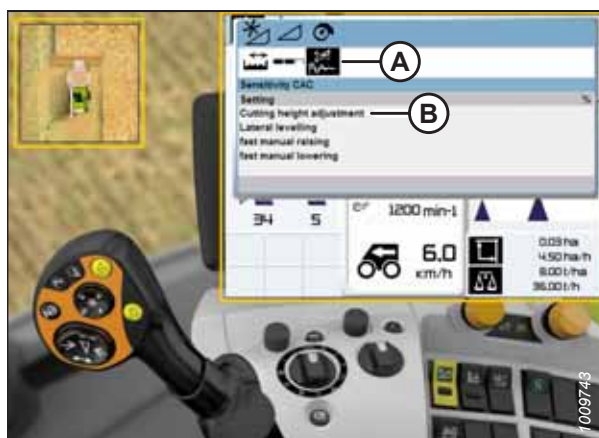 A
Sensitivity CAC
Setting %
Cutting height adjustment
B
Lateral levelling
fast manual raising
fast manual lowering
34 5
1200 min-1
6.0
km/h
0.03 ha
4.50 ha/h
8.00 t/ha
36.00 t/h
1009743